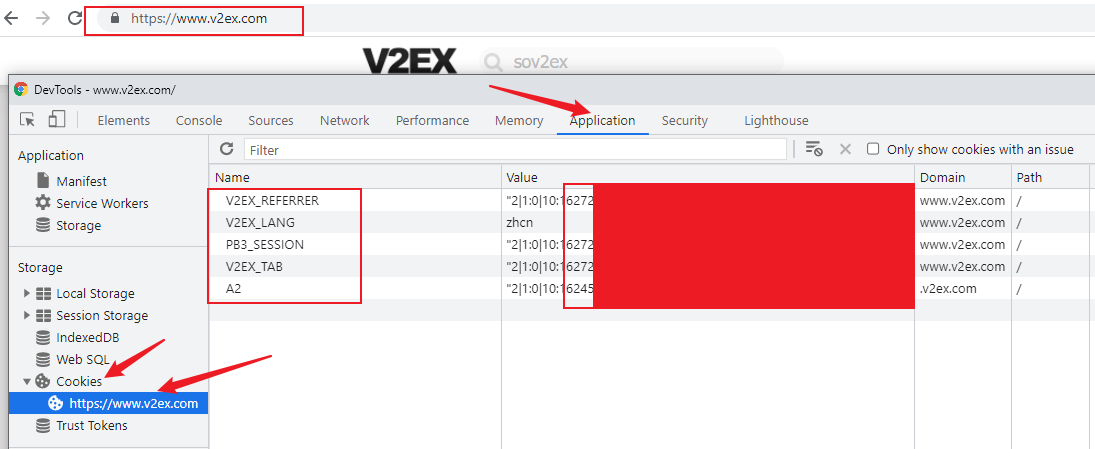 https://www.v2ex.com
V2EX sov2ex
DevTools - www.v2ex.com/
Elements Console Sources Network Performance Memory Application Security Lighthouse
Application
Manifest
Service Workers
Storage
Storage
Local Storage
Session Storage
IndexedDB
Web SQL
Cookies
https://www.v2ex.com
Trust Tokens
Filter Only show cookies with an issue
Name Value Domain Path
V2EX_REFERRER "2|1:0|10:16272 www.v2ex.com /
V2EX_LANG zhcn www.v2ex.com /
PB3_SESSION "2|1:0|10:16272 www.v2ex.com /
V2EX_TAB "2|1:0|10:16272 www.v2ex.com /
A2 "2|1:0|10:16245 .v2ex.com /